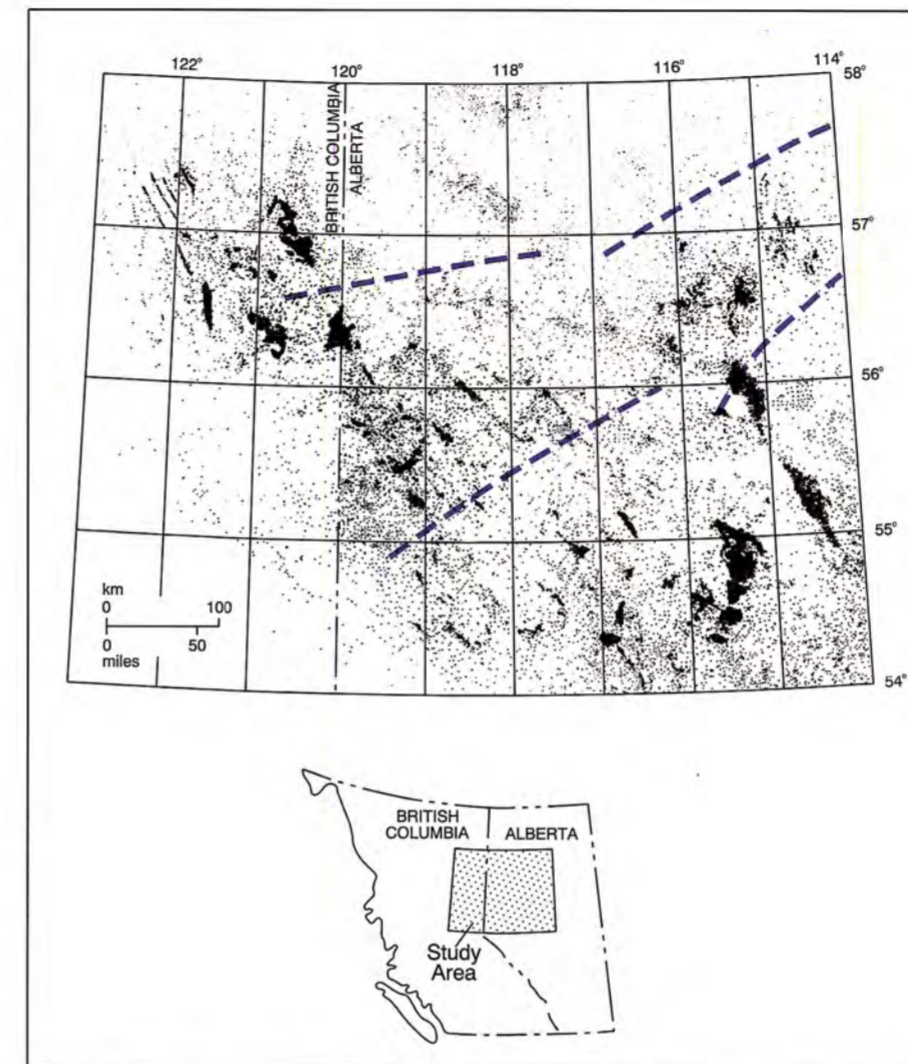 122° 120° 118° 116° 114°
58°
BRITISH COLUMBIA
ALBERTA
57°
56°
55°
km
0 100
0 50
miles
54°
BRITISH
COLUMBIA
ALBERTA
Study
Area